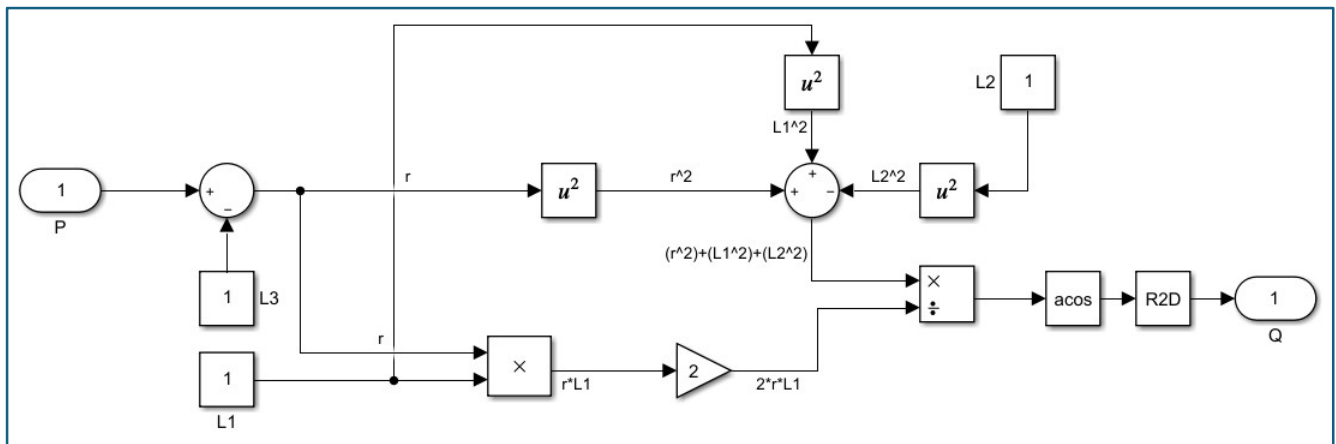 u²
L2
1
L1^2
1
P
+
−
r
u²
r^2
+
+
−
L2^2
u²
(r^2)+(L1^2)+(L2^2)
1
L3
×
÷
acos
R2D
1
Q
r
1
L1
×
r*L1
2
2*r*L1